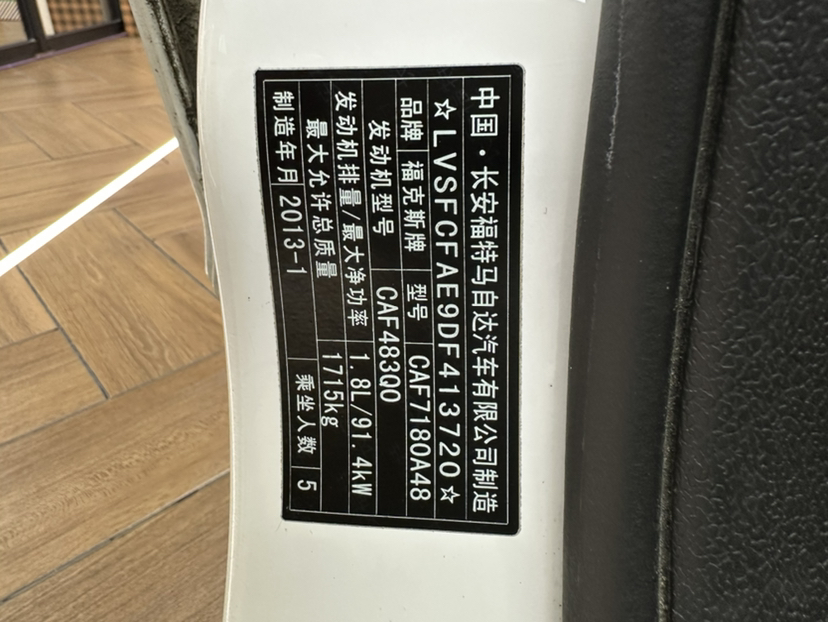 中国·长安福特马自达汽车有限公司制造
☆LVSFCFAE9DF413720☆
品牌 福克斯牌 型号 CAF7180A48
发动机型号 CAF483Q0
发动机排量/最大净功率 1.8L/91.4kW
最大允许总质量 1715kg
制造年月 2013-1 乘坐人数 5